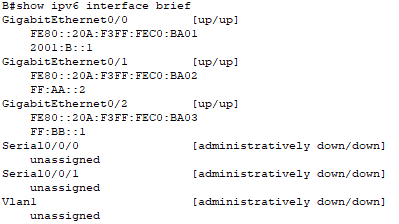 B#show ipv6 interface brief
GigabitEthernet0/0 [up/up]
FE80::20A:F3FF:FEC0:BA01
2001:B::1
GigabitEthernet0/1 [up/up]
FE80::20A:F3FF:FEC0:BA02
FF:AA::2
GigabitEthernet0/2 [up/up]
FE80::20A:F3FF:FEC0:BA03
FF:BB::1
Serial0/0/0 [administratively down/down]
unassigned
Serial0/0/1 [administratively down/down]
unassigned
Vlan1 [administratively down/down]
unassigned